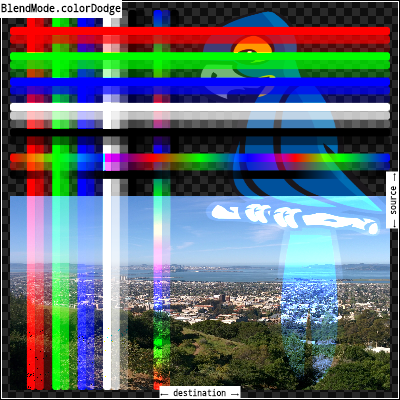 BlendMode.colorDodge
← source →
← destination →